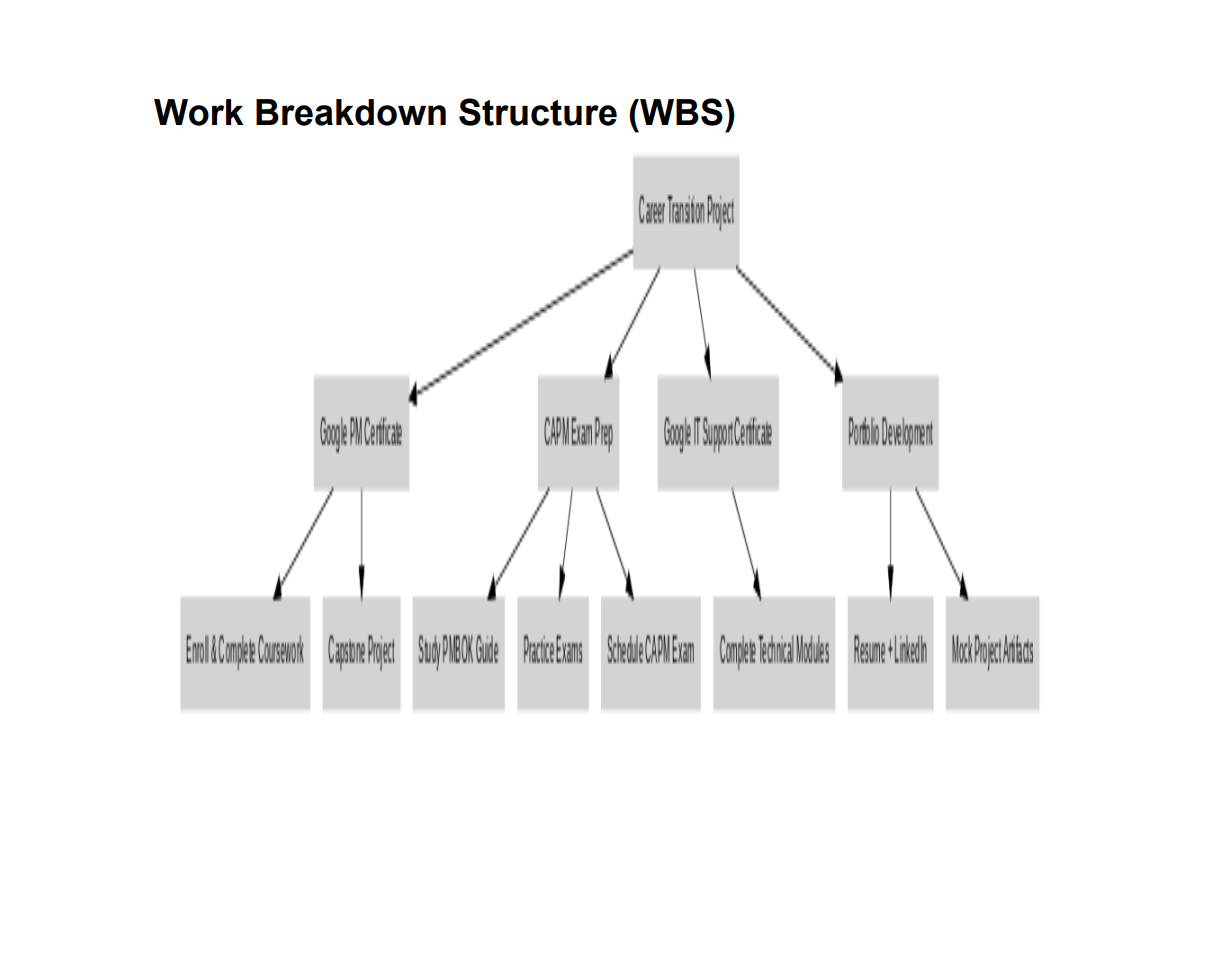 Work Breakdown Structure (WBS)
Career Transition Project
Google PM Certificate
CAPM Exam Prep
Google IT Support Certificate
Portfolio Development
Enroll & Complete Coursework
Capstone Project
Study PMBOK Guide
Practice Exams
Schedule CAPM Exam
Complete Technical Modules
Resume + LinkedIn
Mock Project Artifacts